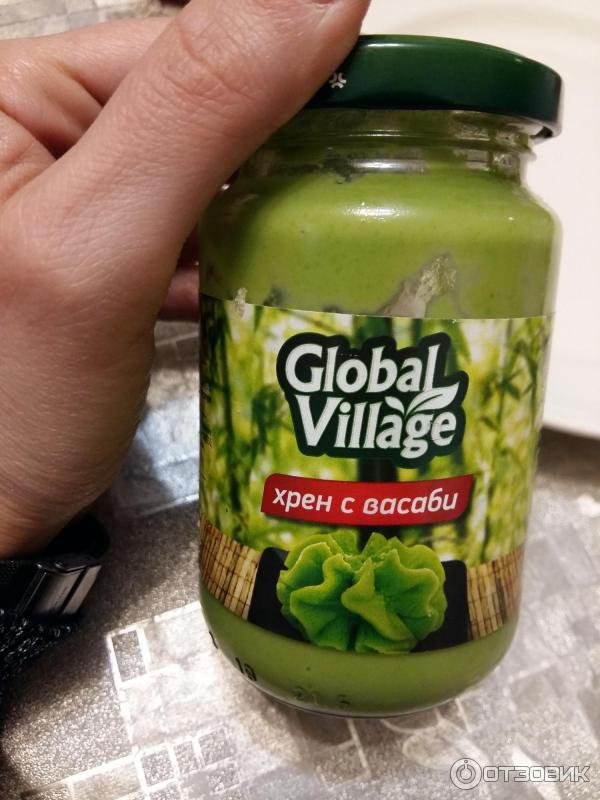 Global
Village
хрен с васаби
ОТЗОВИК